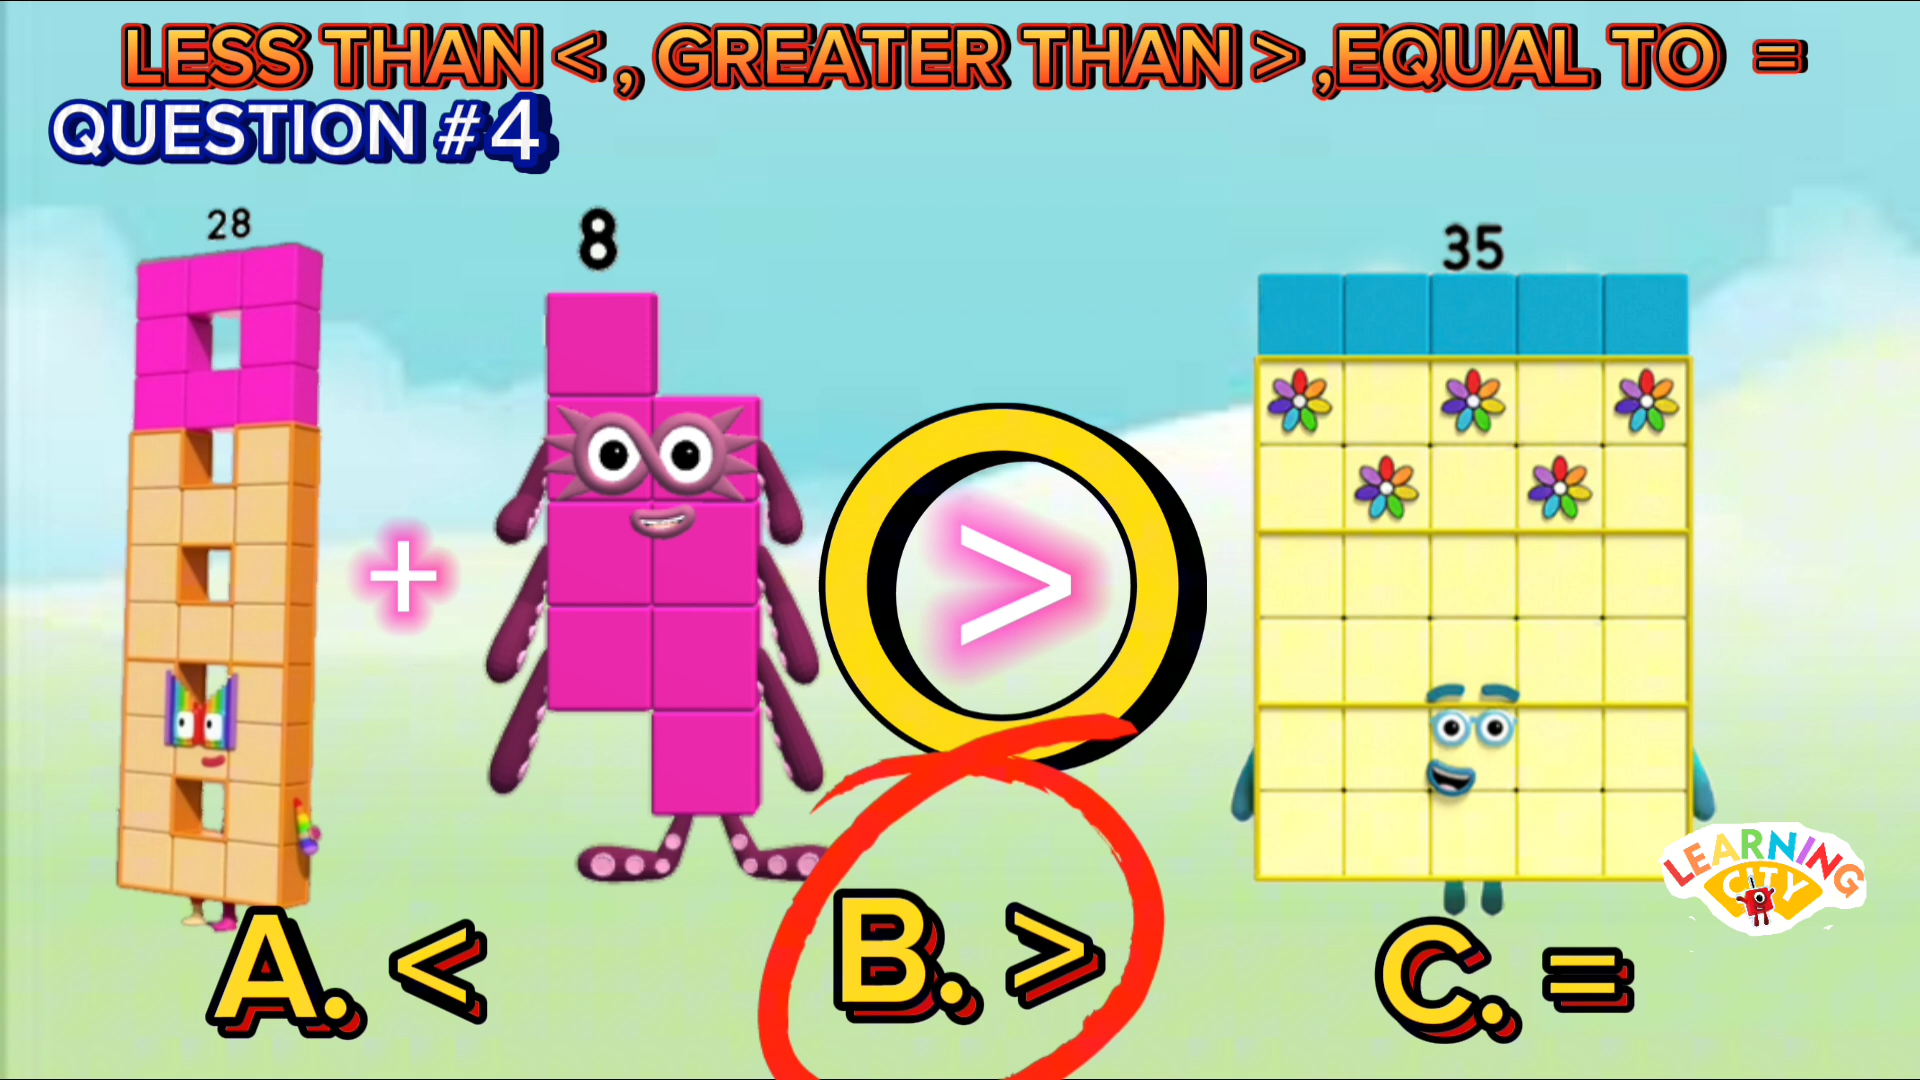 LESS THAN < , GREATER THAN > ,EQUAL TO =
QUESTION #4
28
8
35
+
>
LEARNING
CITY
A. <
B. >
C. =